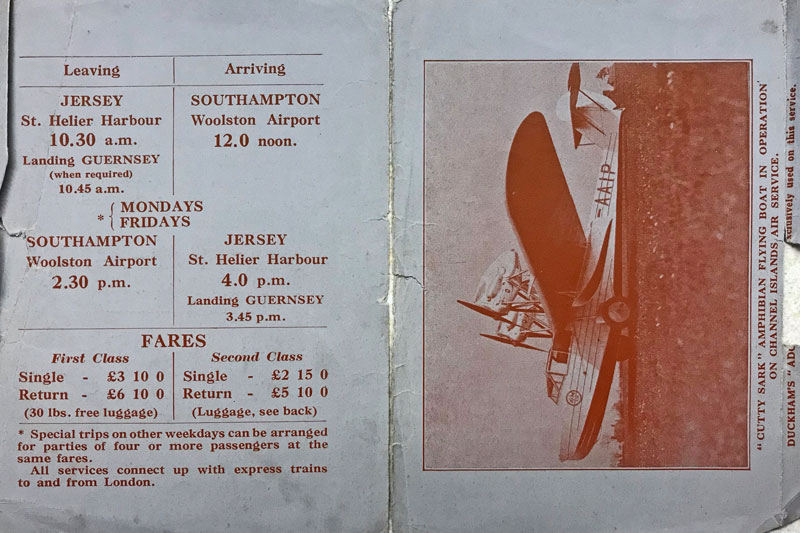 Leaving Arriving
JERSEY SOUTHAMPTON
St. Helier Harbour Woolston Airport
10.30 a.m. 12.0 noon.
Landing GUERNSEY
(when required)
10.45 a.m.
* { MONDAYS
FRIDAYS
SOUTHAMPTON JERSEY
Woolston Airport St. Helier Harbour
2.30 p.m. 4.0 p.m.
Landing GUERNSEY
3.45 p.m.
FARES
First Class Second Class
Single - £3 10 0 Single - £2 15 0
Return - £6 10 0 Return - £5 10 0
(30 lbs. free luggage) (Luggage, see back)
* Special trips on other weekdays can be arranged
for parties of four or more passengers at the
same fares.
All services connect up with express trains
to and from London.
-AAIP
"CUTTY SARK" AMPHIBIAN FLYING BOAT IN OPERATION
ON CHANNEL ISLANDS AIR SERVICE.
DUCKHAM'S used on this service.